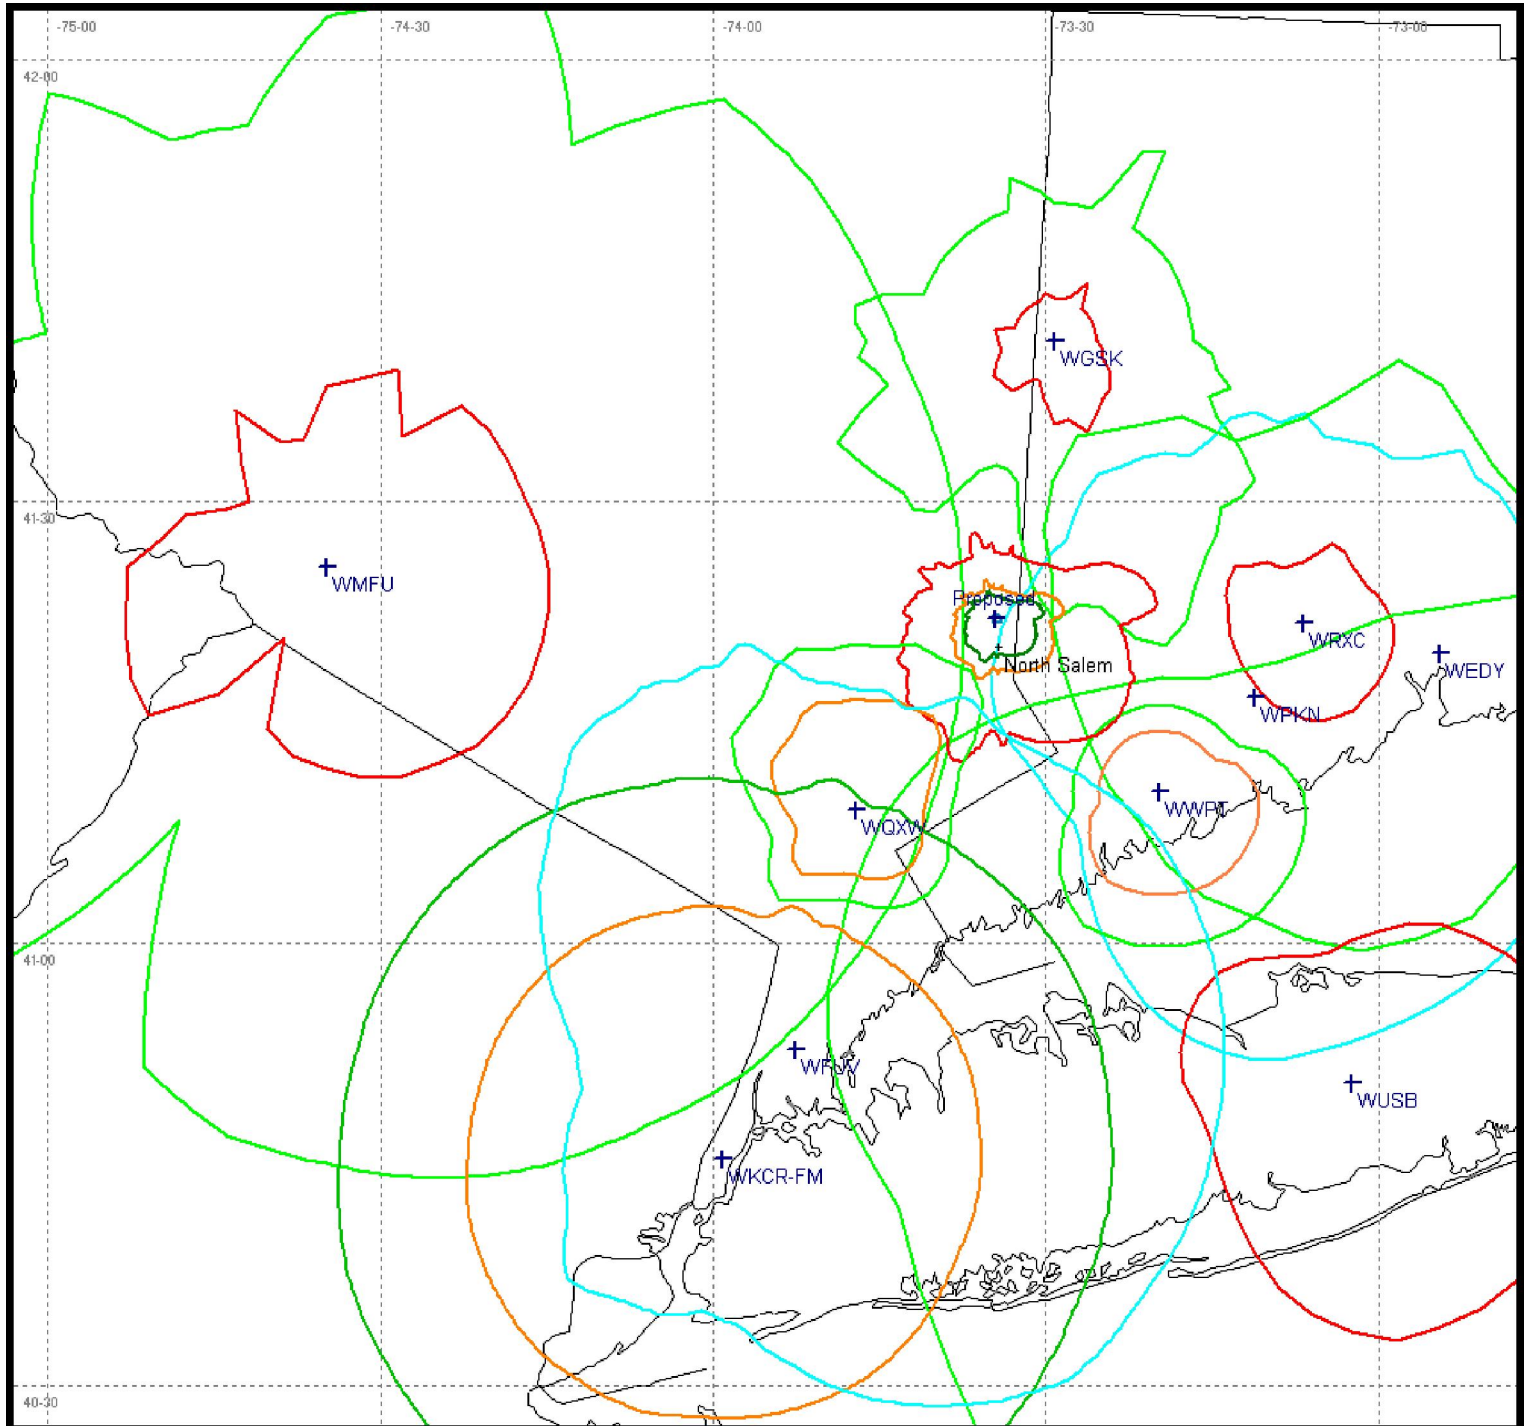 -75-00
-74-30
-74-00
-73-30
-73-00
42-00
WGSK
41-30
WMFU
Proposed
WRXC
North Salem
WEDY
WPKN
WWPT
WQXW
41-00
WFUV
WUSB
WKCR-FM
40-30